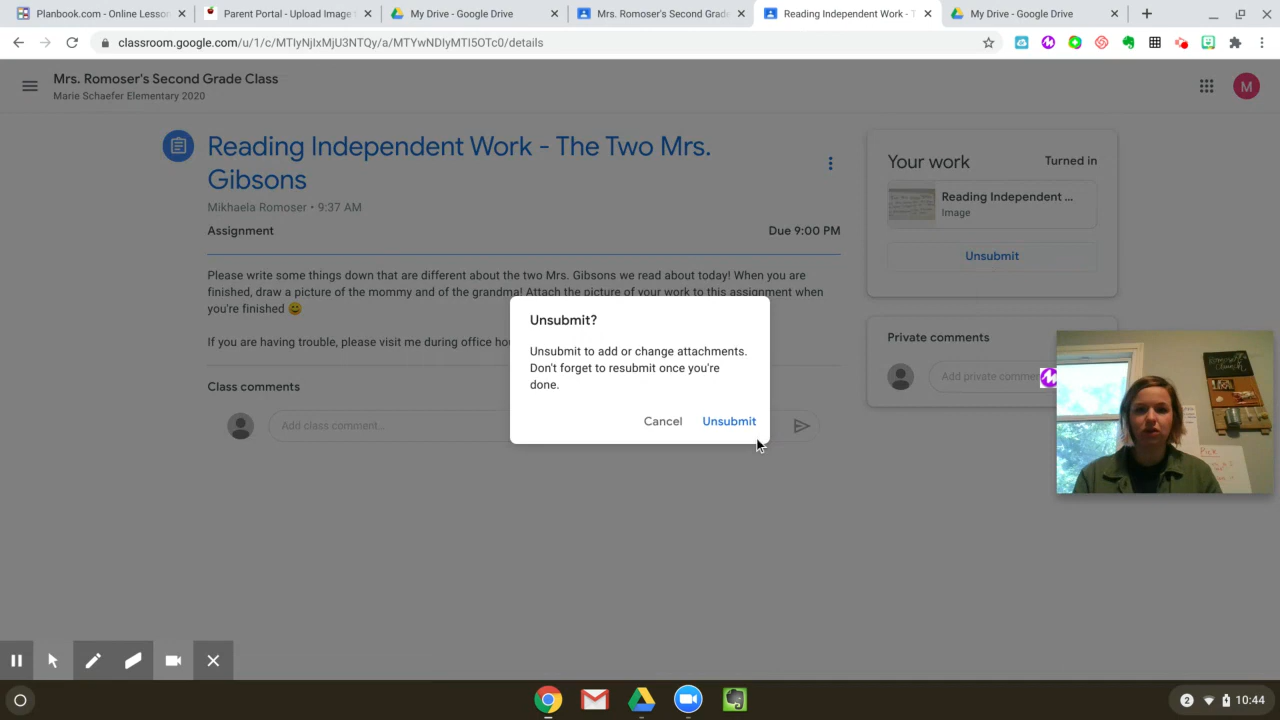 Planbook.com - Online Lesson
Parent Portal - Upload Image
My Drive - Google Drive
Mrs. Romoser's Second Grade
Reading Independent Work - T
My Drive - Google Drive
classroom.google.com/u/1/c/MTIyNjIxMjU3NTQy/a/MTYwNDIyMTI5OTc0/details
Mrs. Romoser's Second Grade Class
Marie Schaefer Elementary 2020
M
Reading Independent Work - The Two Mrs.
Gibsons
Mikhaela Romoser • 9:37 AM
Assignment
Due 9:00 PM
Please write some things down that are different about the two Mrs. Gibsons we read about today! When you are
finished, draw a picture of the mommy and of the grandma! Attach the picture of your work to this assignment when
you're finished 😀
If you are having trouble, please visit me during office
Class comments
Add class comment...
Your work
Turned in
Reading Independent ...
Image
Unsubmit
Private comments
Add private
Unsubmit?
Unsubmit to add or change attachments.
Don't forget to resubmit once you're
done.
Cancel
Unsubmit
Pick
2
10:44